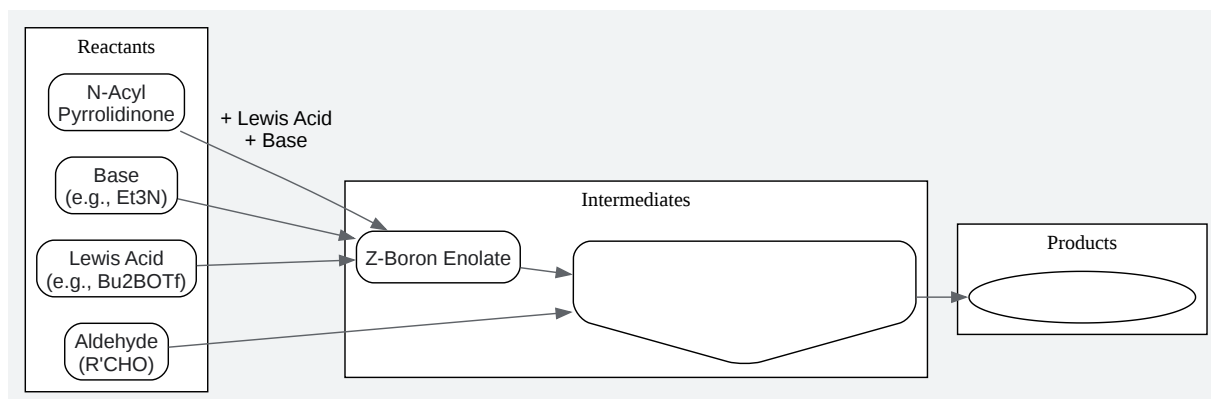 Reactants
N-Acyl
Pyrrolidinone
+ Lewis Acid
+ Base
Base
(e.g., Et3N)
Lewis Acid
(e.g., Bu2BOTf)
Aldehyde
(R'CHO)
Intermediates
Z-Boron Enolate
Products